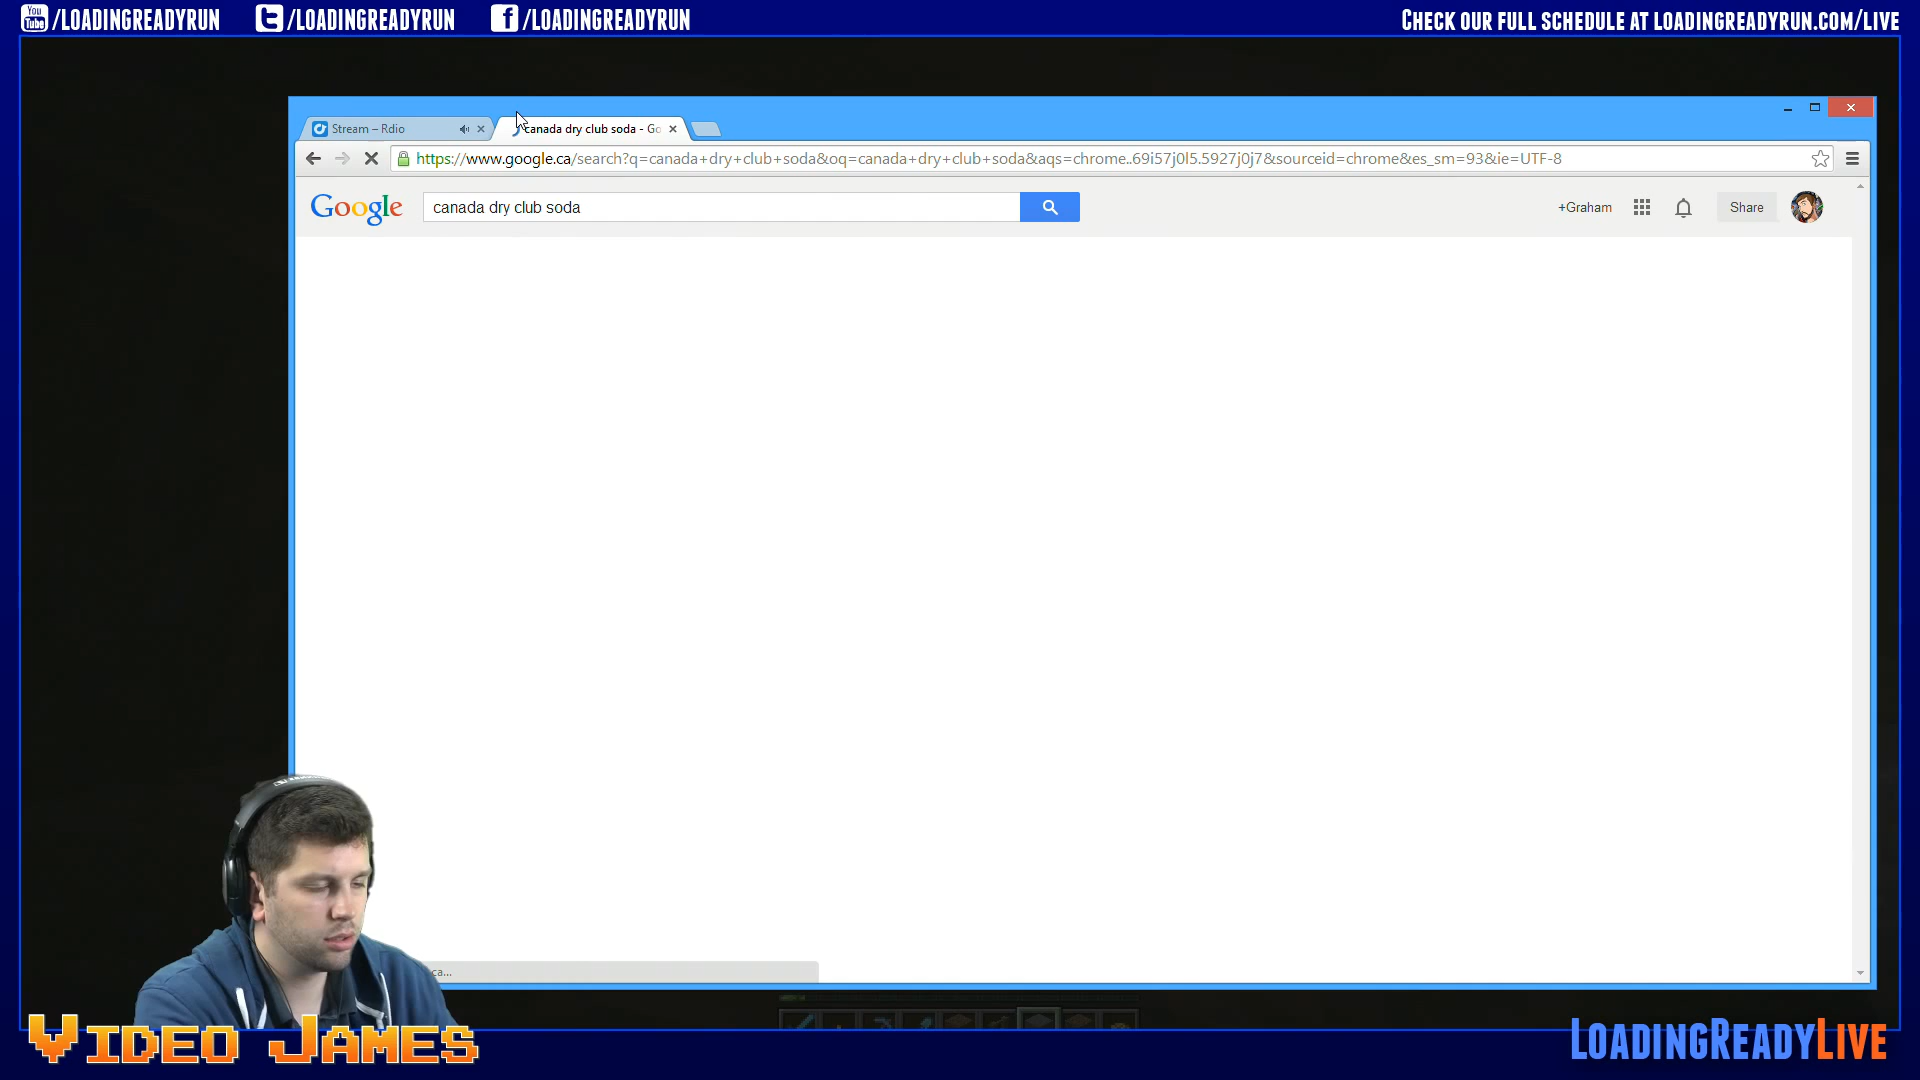 You Tube /LOADINGREADYRUN /LOADINGREADYRUN /LOADINGREADYRUN CHECK OUR FULL SCHEDULE AT LOADINGREADYRUN.COM/LIVE
Stream – Rdio canada dry club soda - Go
https://www.google.ca/search?q=canada+dry+club+soda&oq=canada+dry+club+soda&aqs=chrome..69i57j0l5.5927j0j7&sourceid=chrome&es_sm=93&ie=UTF-8
Google canada dry club soda +Graham Share
ca...
VIDEO JAMES LOADINGREADYLIVE